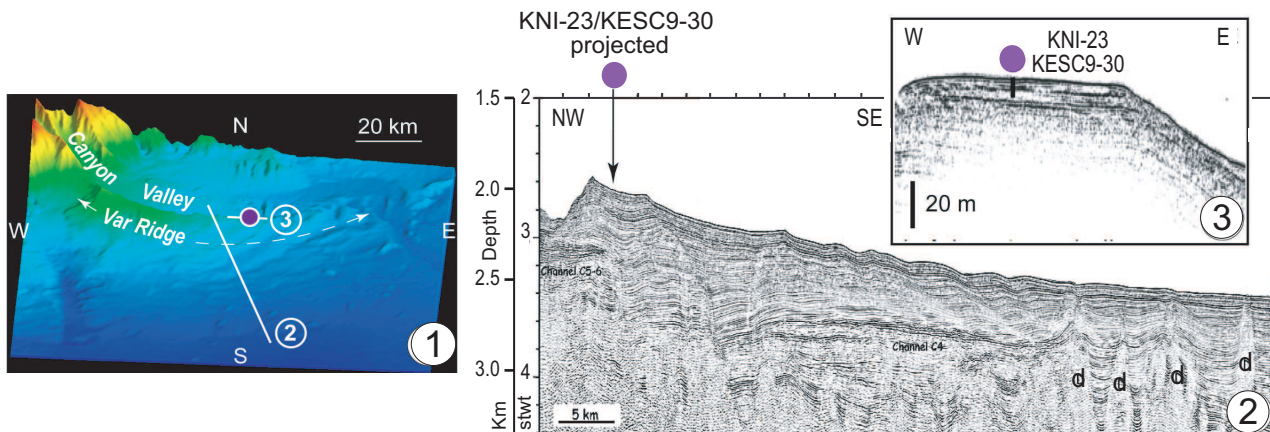 KNI-23/KESC9-30
projected
N
20 km
Canyon
Valley
Var Ridge
W
E
3
2
S
1
1.5
2
2.0
3
2.5
3.0
4
Depth
Km
stwt
NW
SE
Channel C5-6
Channel C4
d
d
d
d
5 km
2
W
E
KNI-23
KESC9-30
20 m
3